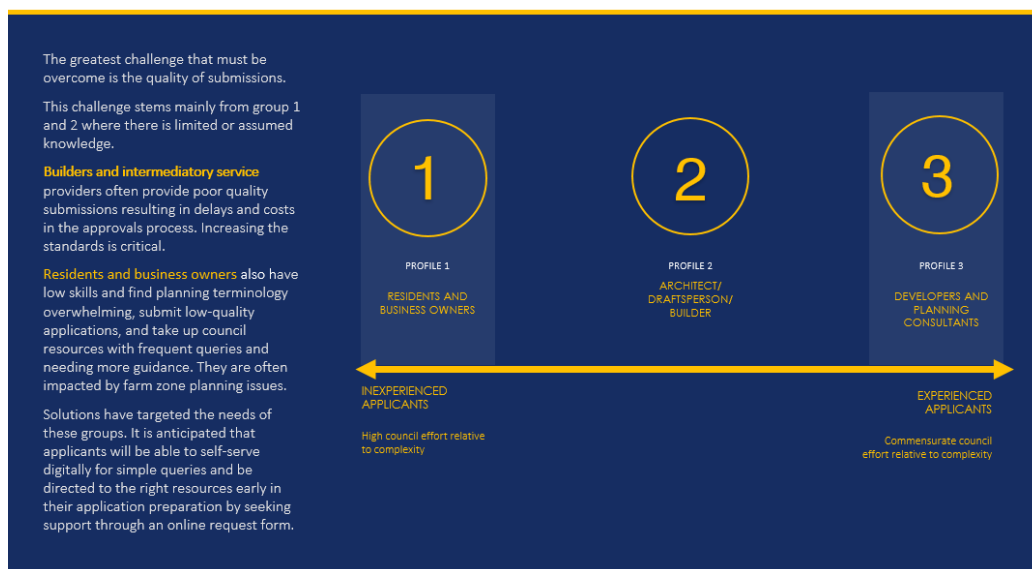 The greatest challenge that must be
overcome is the quality of submissions.
This challenge stems mainly from group 1
and 2 where there is limited or assumed
knowledge.
Builders and intermediatory service
providers often provide poor quality
submissions resulting in delays and costs
in the approvals process. Increasing the
standards is critical.
Residents and business owners also have
low skills and find planning terminology
overwhelming, submit low-quality
applications, and take up council
resources with frequent queries and
needing more guidance. They are often
impacted by farm zone planning issues.
Solutions have targeted the needs of
these groups. It is anticipated that
applicants will be able to self-serve
digitally for simple queries and be
directed to the right resources early in
their application preparation by seeking
support through an online request form.
1
PROFILE 1
RESIDENTS AND
BUSINESS OWNERS
2
PROFILE 2
ARCHITECT/
DRAFTSPERSON/
BUILDER
3
PROFILE 3
DEVELOPERS AND
PLANNING
CONSULTANTS
INEXPERIENCED
APPLICANTS
High council effort relative
to complexity
EXPERIENCED
APPLICANTS
Commensurate council
effort relative to complexity